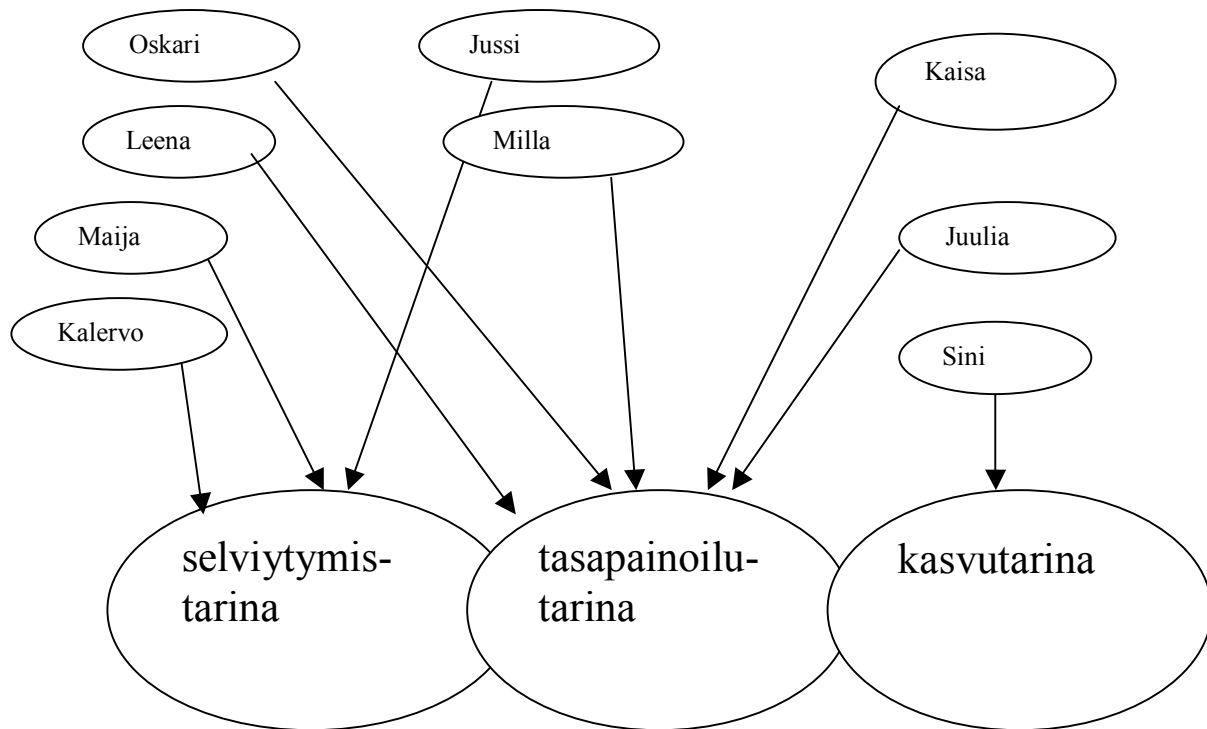 Oskari
Jussi
Kaisa
Leena
Milla
Maija
Juulia
Kalervo
Sini
selviytymis-
tarina
tasapainoilu-
tarina
kasvutarina